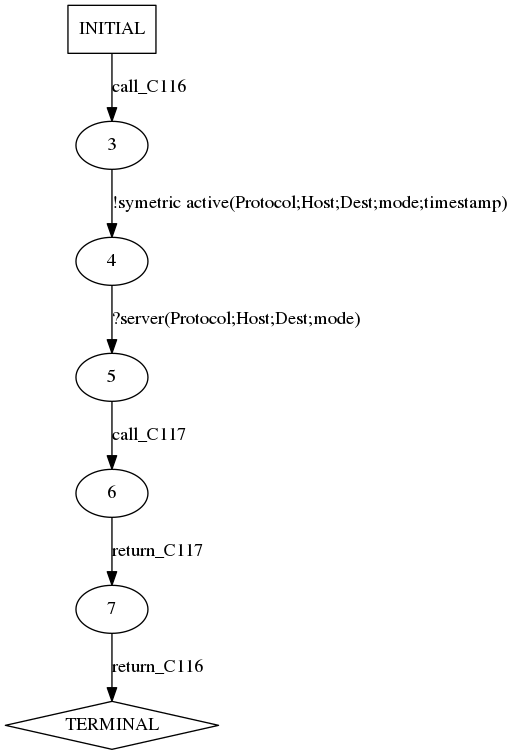 INITIAL
call_C116
3
!symetric active(Protocol;Host;Dest;mode;timestamp)
4
?server(Protocol;Host;Dest;mode)
5
call_C117
6
return_C117
7
return_C116
TERMINAL